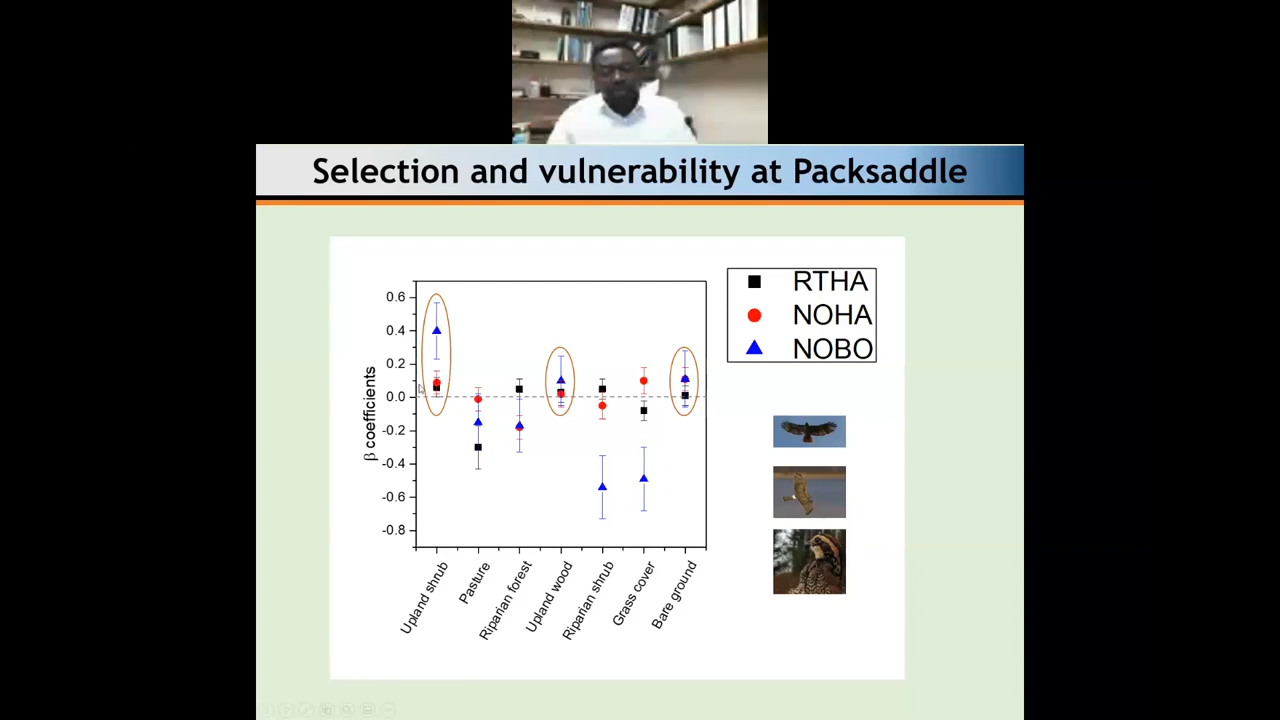 Selection and vulnerability at Packsaddle
RTHA
NOHA
NOBO
0.6
0.4
0.2
0.0
-0.2
-0.4
-0.6
-0.8
β coefficients
Upland shrub
Pasture
Riparian forest
Upland wood
Riparian shrub
Grass cover
Bare ground